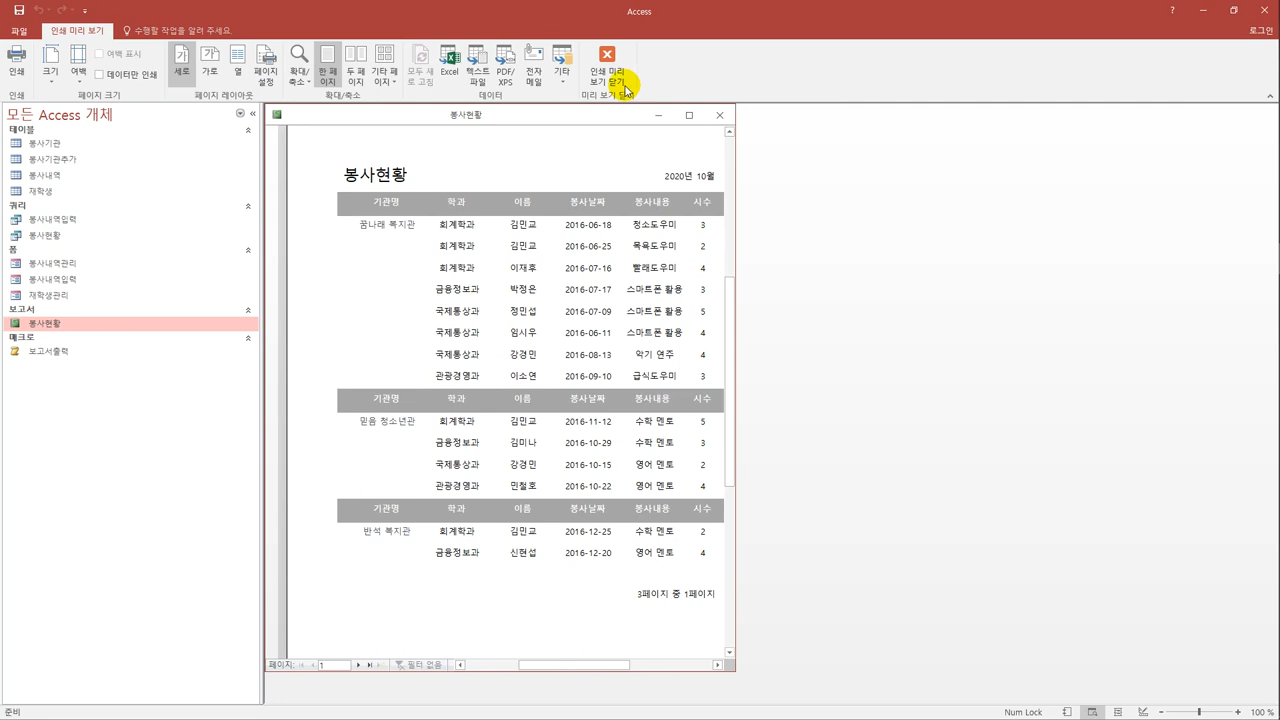 Access
로그인
파일
인쇄 미리 보기
수행할 작업을 알려 주세요.
인쇄
크기
여백
여백 표시
데이터만 인쇄
세로
가로
열
페이지 설정
확대/축소
한 페이지
두 페이지
기타 페이지
모두 새로 고침
Excel
텍스트 파일
PDF/XPS
전자 메일
기타
인쇄 미리 보기 닫기
인쇄
페이지 크기
페이지 레이아웃
확대/축소
데이터
미리 보기
모든 Access 개체
테이블
봉사기관
봉사기관추가
봉사내역
재학생
쿼리
봉사내역입력
봉사현황
폼
봉사내역관리
봉사내역입력
재학생관리
보고서
봉사현황
매크로
보고서출력
봉사현황
봉사현황 2020년 10월
기관명 학과 이름 봉사날짜 봉사내용 시수
꿈나래 복지관 회계학과 김민교 2016-06-18 청소도우미 3
회계학과 김민교 2016-06-25 목욕도우미 2
회계학과 이재후 2016-07-16 빨래도우미 4
금융정보과 박정은 2016-07-17 스마트폰 활용 3
국제통상과 정민섭 2016-07-09 스마트폰 활용 5
국제통상과 임시우 2016-06-11 스마트폰 활용 4
국제통상과 강경민 2016-08-13 악기 연주 4
관광경영과 이소연 2016-09-10 급식도우미 3
기관명 학과 이름 봉사날짜 봉사내용 시수
믿음 청소년관 회계학과 김민교 2016-11-12 수학 멘토 5
금융정보과 김미나 2016-10-29 수학 멘토 3
국제통상과 강경민 2016-10-15 영어 멘토 2
관광경영과 민철호 2016-10-22 영어 멘토 4
기관명 학과 이름 봉사날짜 봉사내용 시수
반석 복지관 회계학과 김민교 2016-12-25 수학 멘토 2
금융정보과 신현섭 2016-12-20 영어 멘토 4
3페이지 중 1페이지
페이지: 1 필터 없음
준비
Num Lock
100 %